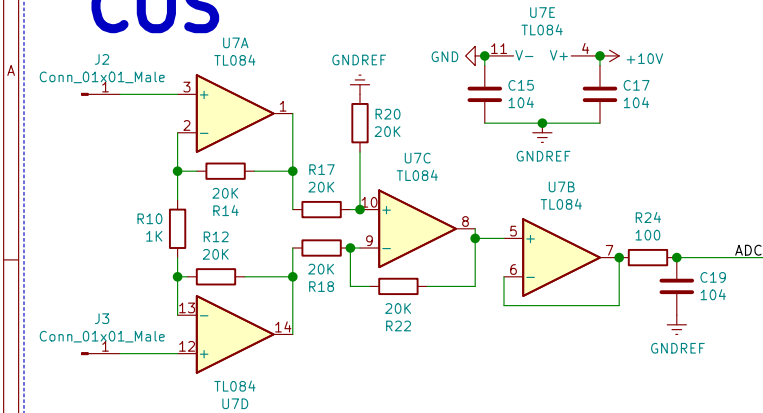 CUS
A
J2
Conn_01x01_Male
1
3
+
2
−
U7A
TL084
1
20K
R14
R10
1K
R12
20K
J3
Conn_01x01_Male
1
13
−
12
+
14
TL084
U7D
GNDREF
R20
20K
R17
20K
20K
R18
U7C
TL084
10
+
9
−
8
20K
R22
U7E
TL084
GND
11
V−
V+
4
+10V
C15
104
C17
104
GNDREF
U7B
TL084
5
+
6
−
7
R24
100
ADC
C19
104
GNDREF